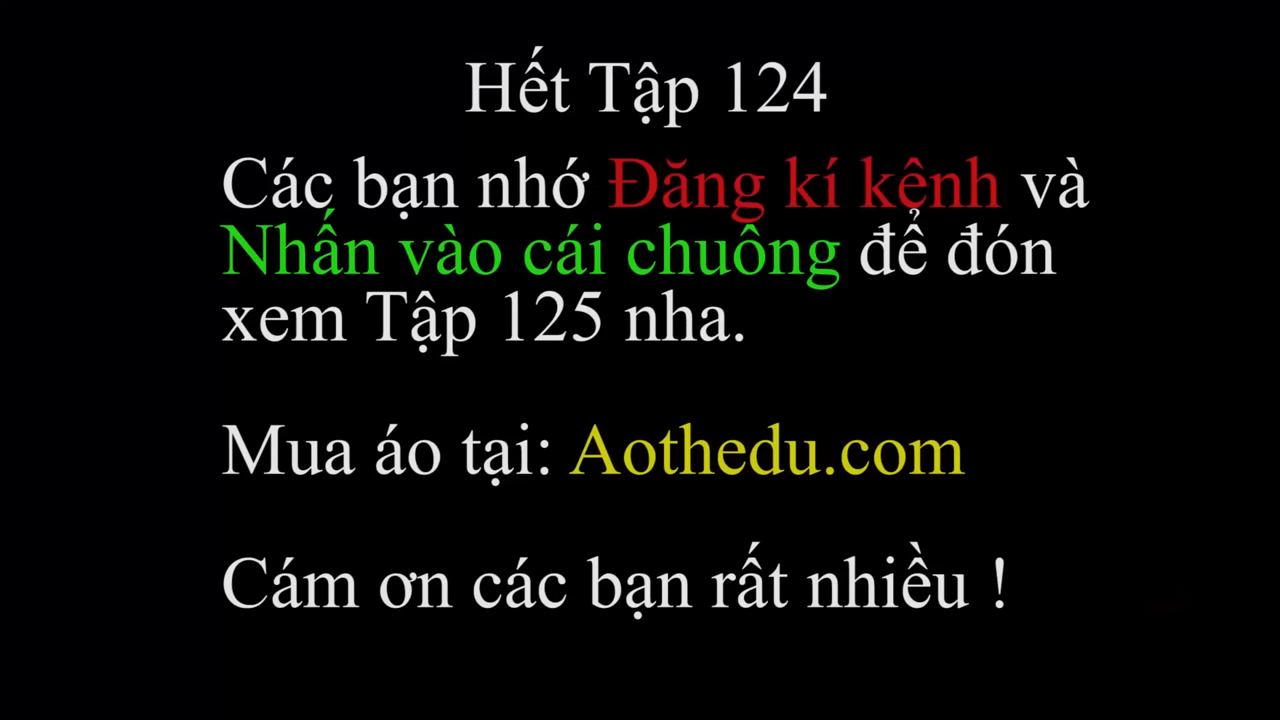 Hết Tập 124
Các bạn nhớ Đăng kí kênh và
Nhấn vào cái chuông để đón
xem Tập 125 nha.
Mua áo tại: Aothedu.com
Cám ơn các bạn rất nhiều !